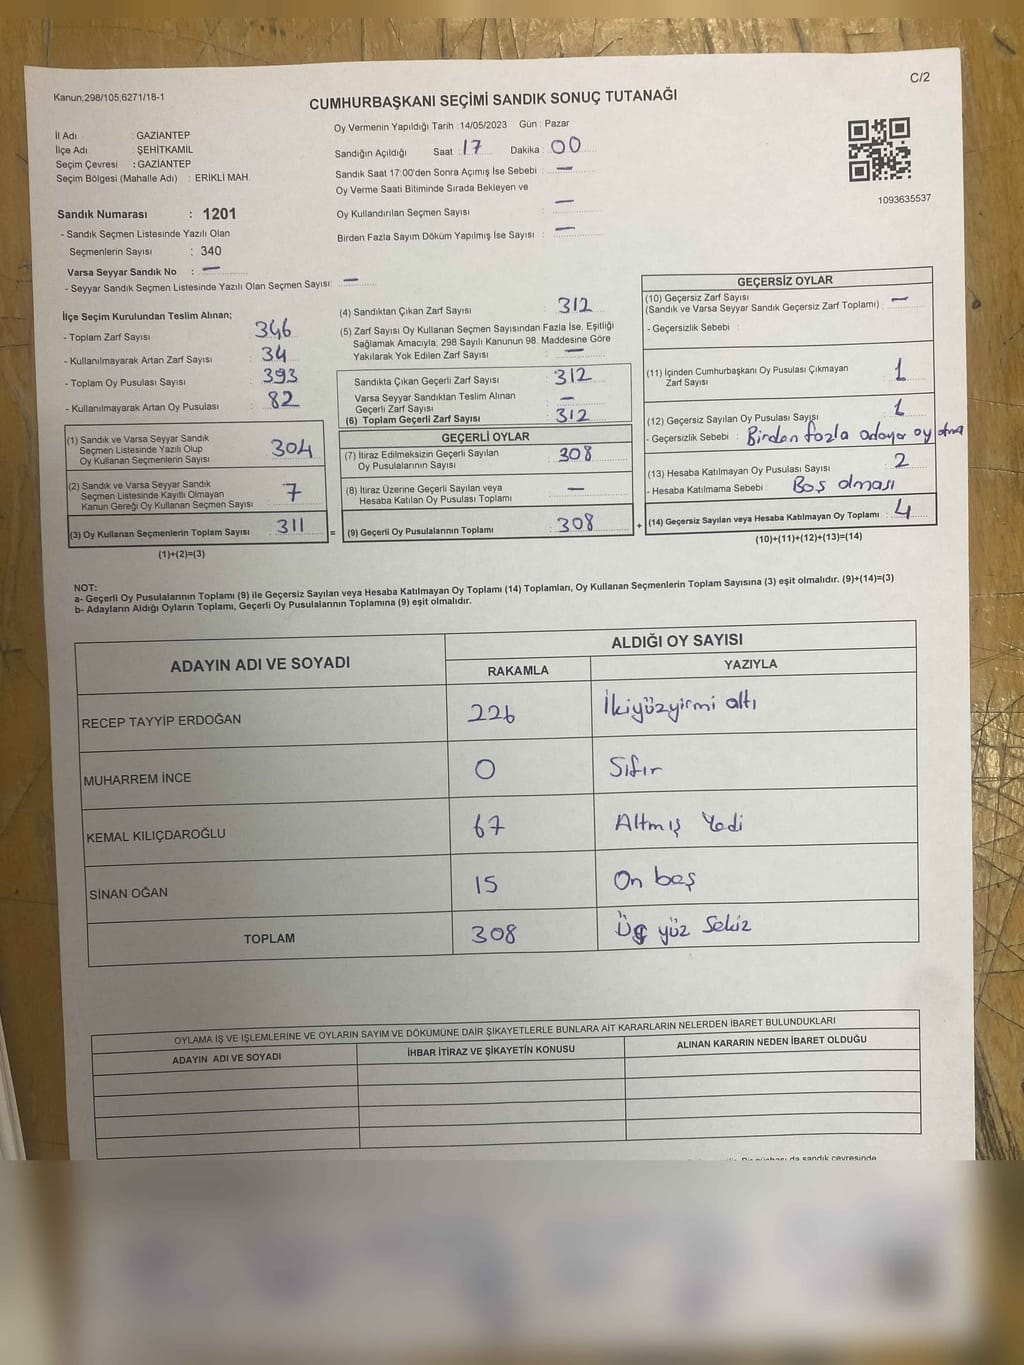 C/2
Kanun;298/105;6271/18-1
CUMHURBAŞKANI SEÇİMİ SANDIK SONUÇ TUTANAĞI
İl Adı : GAZİANTEP
İlçe Adı : ŞEHİTKAMİL
Seçim Çevresi : GAZİANTEP
Seçim Bölgesi (Mahalle Adı) : ERİKLİ MAH.
Oy Vermenin Yapıldığı Tarih : 14/05/2023 Gün : Pazar
Sandığın Açıldığı Saat : 17 Dakika : 00
Sandık Saat 17:00'den Sonra Açımış İse Sebebi : —
Oy Verme Saati Bitiminde Sırada Bekleyen ve
Oy Kullandırılan Seçmen Sayısı : —
Birden Fazla Sayım Döküm Yapılmış İse Sayısı : —
1093635537
Sandık Numarası : 1201
- Sandık Seçmen Listesinde Yazılı Olan
Seçmenlerin Sayısı : 340
Varsa Seyyar Sandık No : —
- Seyyar Sandık Seçmen Listesinde Yazılı Olan Seçmen Sayısı: —
İlçe Seçim Kurulundan Teslim Alınan;
- Toplam Zarf Sayısı 346
- Kullanılmayarak Artan Zarf Sayısı : 34
- Toplam Oy Pusulası Sayısı : 393
- Kullanılmayarak Artan Oy Pusulası : 82
(1) Sandık ve Varsa Seyyar Sandık
Seçmen Listesinde Yazılı Olup
Oy Kullanan Seçmenlerin Sayısı : 304
(2) Sandık ve Varsa Seyyar Sandık
Seçmen Listesinde Kayıtlı Olmayan
Kanun Gereği Oy Kullanan Seçmen Sayısı : 7
(3) Oy Kullanan Seçmenlerin Toplam Sayısı : 311 =
(1)+(2)=(3)
(4) Sandıktan Çıkan Zarf Sayısı : 312
(5) Zarf Sayısı Oy Kullanan Seçmen Sayısından Fazla İse, Eşitliği
Sağlamak Amacıyla; 298 Sayılı Kanunun 98. Maddesine Göre
Yakılarak Yok Edilen Zarf Sayısı : —
Sandıkta Çıkan Geçerli Zarf Sayısı : 312
Varsa Seyyar Sandıktan Teslim Alınan
Geçerli Zarf Sayısı : —
(6) Toplam Geçerli Zarf Sayısı : 312
GEÇERLİ OYLAR
(7) İtiraz Edilmeksizin Geçerli Sayılan
Oy Pusulalarının Sayısı : 308
(8) İtiraz Üzerine Geçerli Sayılan ve
Hesaba Katılan Oy Pusulası Toplamı : —
(9) Geçerli Oy Pusulalarının Toplamı : 308 +
GEÇERSİZ OYLAR
(10) Geçersiz Zarf Sayısı
(Sandık ve Varsa Seyyar Sandık Geçersiz Zarf Toplamı) : —
- Geçersizlik Sebebi :
(11) İçinden Cumhurbaşkanı Oy Pusulası Çıkmayan
Zarf Sayısı : 1
(12) Geçersiz Sayılan Oy Pusulası Sayısı : 1
- Geçersizlik Sebebi : Birden fazla adaya oy atma
(13) Hesaba Katılmayan Oy Pusulası Sayısı : 2
- Hesaba Katılmama Sebebi : Boş olması
(14) Geçersiz Sayılan veya Hesaba Katılmayan Oy Toplamı : 4
(10)+(11)+(12)+(13)=(14)
NOT:
a- Geçerli Oy Pusulalarının Toplamı (9) ile Geçersiz Sayılan veya Hesaba Katılmayan Oy Toplamı (14) Toplamları, Oy Kullanan Seçmenlerin Toplam Sayısına (3) eşit olmalıdır. (9)+(14)=(3)
b- Adayların Aldığı Oyların Toplamı, Geçerli Oy Pusulalarının Toplamına (9) eşit olmalıdır.
ADAYIN ADI VE SOYADI
ALDIĞI OY SAYISI
RAKAMLA YAZIYLA
RECEP TAYYİP ERDOĞAN 226 İkiyüzyirmi altı
MUHARREM İNCE 0 Sıfır
KEMAL KILIÇDAROĞLU 67 Altmış Yedi
SİNAN OĞAN 15 On beş
TOPLAM 308 Üç yüz Sekiz
OYLAMA İŞ VE İŞLEMLERİNE VE OYLARIN SAYIM VE DÖKÜMÜNE DAİR ŞİKAYETLERLE BUNLARA AİT KARARLARIN NELERDEN İBARET BULUNDUKLARI
ADAYIN ADI VE SOYADI İHBAR İTİRAZ VE ŞİKAYETİN KONUSU ALINAN KARARIN NEDEN İBARET OLDUĞU
da sandık çevresinde